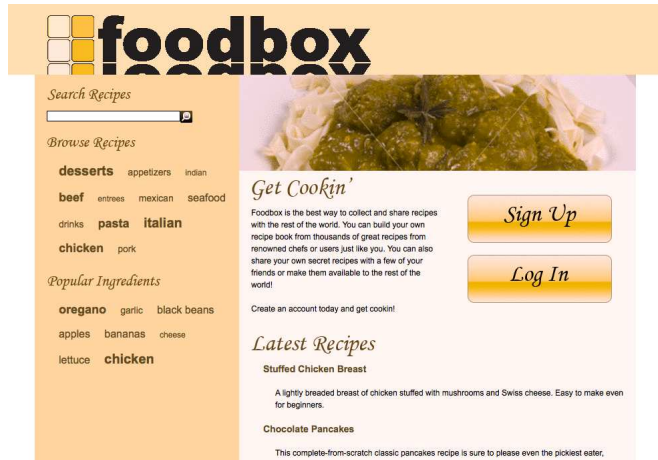 foodbox
Search Recipes
Browse Recipes
desserts appetizers indian
beef entrees mexican seafood
drinks pasta italian
chicken pork
Popular Ingredients
oregano garlic black beans
apples bananas cheese
lettuce chicken
Get Cookin'
Foodbox is the best way to collect and share recipes
with the rest of the world. You can build your own
recipe book from thousands of great recipes from
renowned chefs or users just like you. You can also
share your own secret recipes with a few of your
friends or make them available to the rest of the
world!
Create an account today and get cookin!
Sign Up
Log In
Latest Recipes
Stuffed Chicken Breast
A lightly breaded breast of chicken stuffed with mushrooms and Swiss cheese. Easy to make even
for beginners.
Chocolate Pancakes
This complete-from-scratch classic pancakes recipe is sure to please even the pickiest eater,